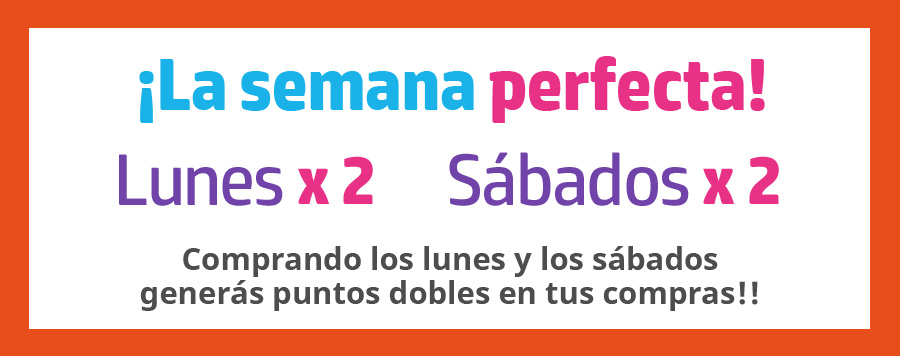 ¡La semana perfecta!
Lunes x 2 Sábados x 2
Comprando los lunes y los sábados
generás puntos dobles en tus compras!!